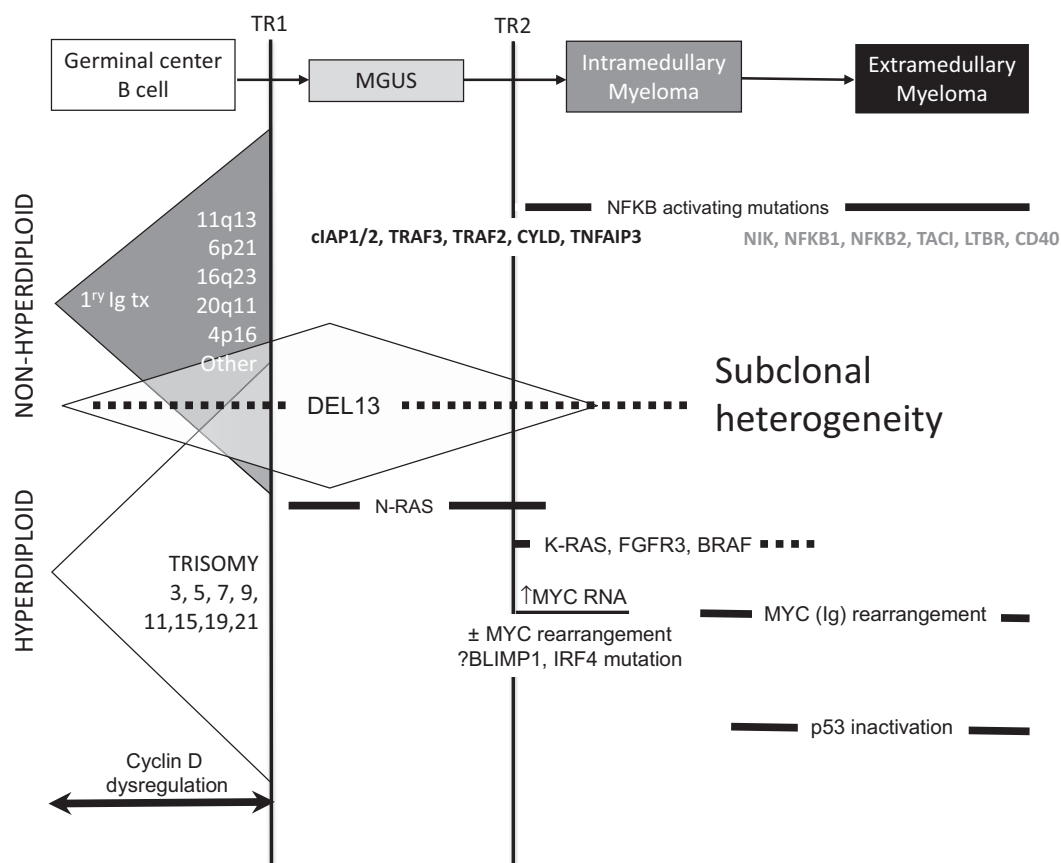 TR1
TR2
Germinal center
B cell
MGUS
Intramedullary
Myeloma
Extramedullary
Myeloma
NON-HYPERDIPLOID
11q13
6p21
16q23
20q11
4p16
Other
1ry Ig tx
NFKB activating mutations
cIAP1/2, TRAF3, TRAF2, CYLD, TNFAIP3
NIK, NFKB1, NFKB2, TACI, LTBR, CD40
DEL13
Subclonal
heterogeneity
HYPERDIPLOID
N-RAS
K-RAS, FGFR3, BRAF
TRISOMY
3, 5, 7, 9,
11,15,19,21
↑MYC RNA
± MYC rearrangement
?BLIMP1, IRF4 mutation
MYC (Ig) rearrangement
p53 inactivation
Cyclin D
dysregulation